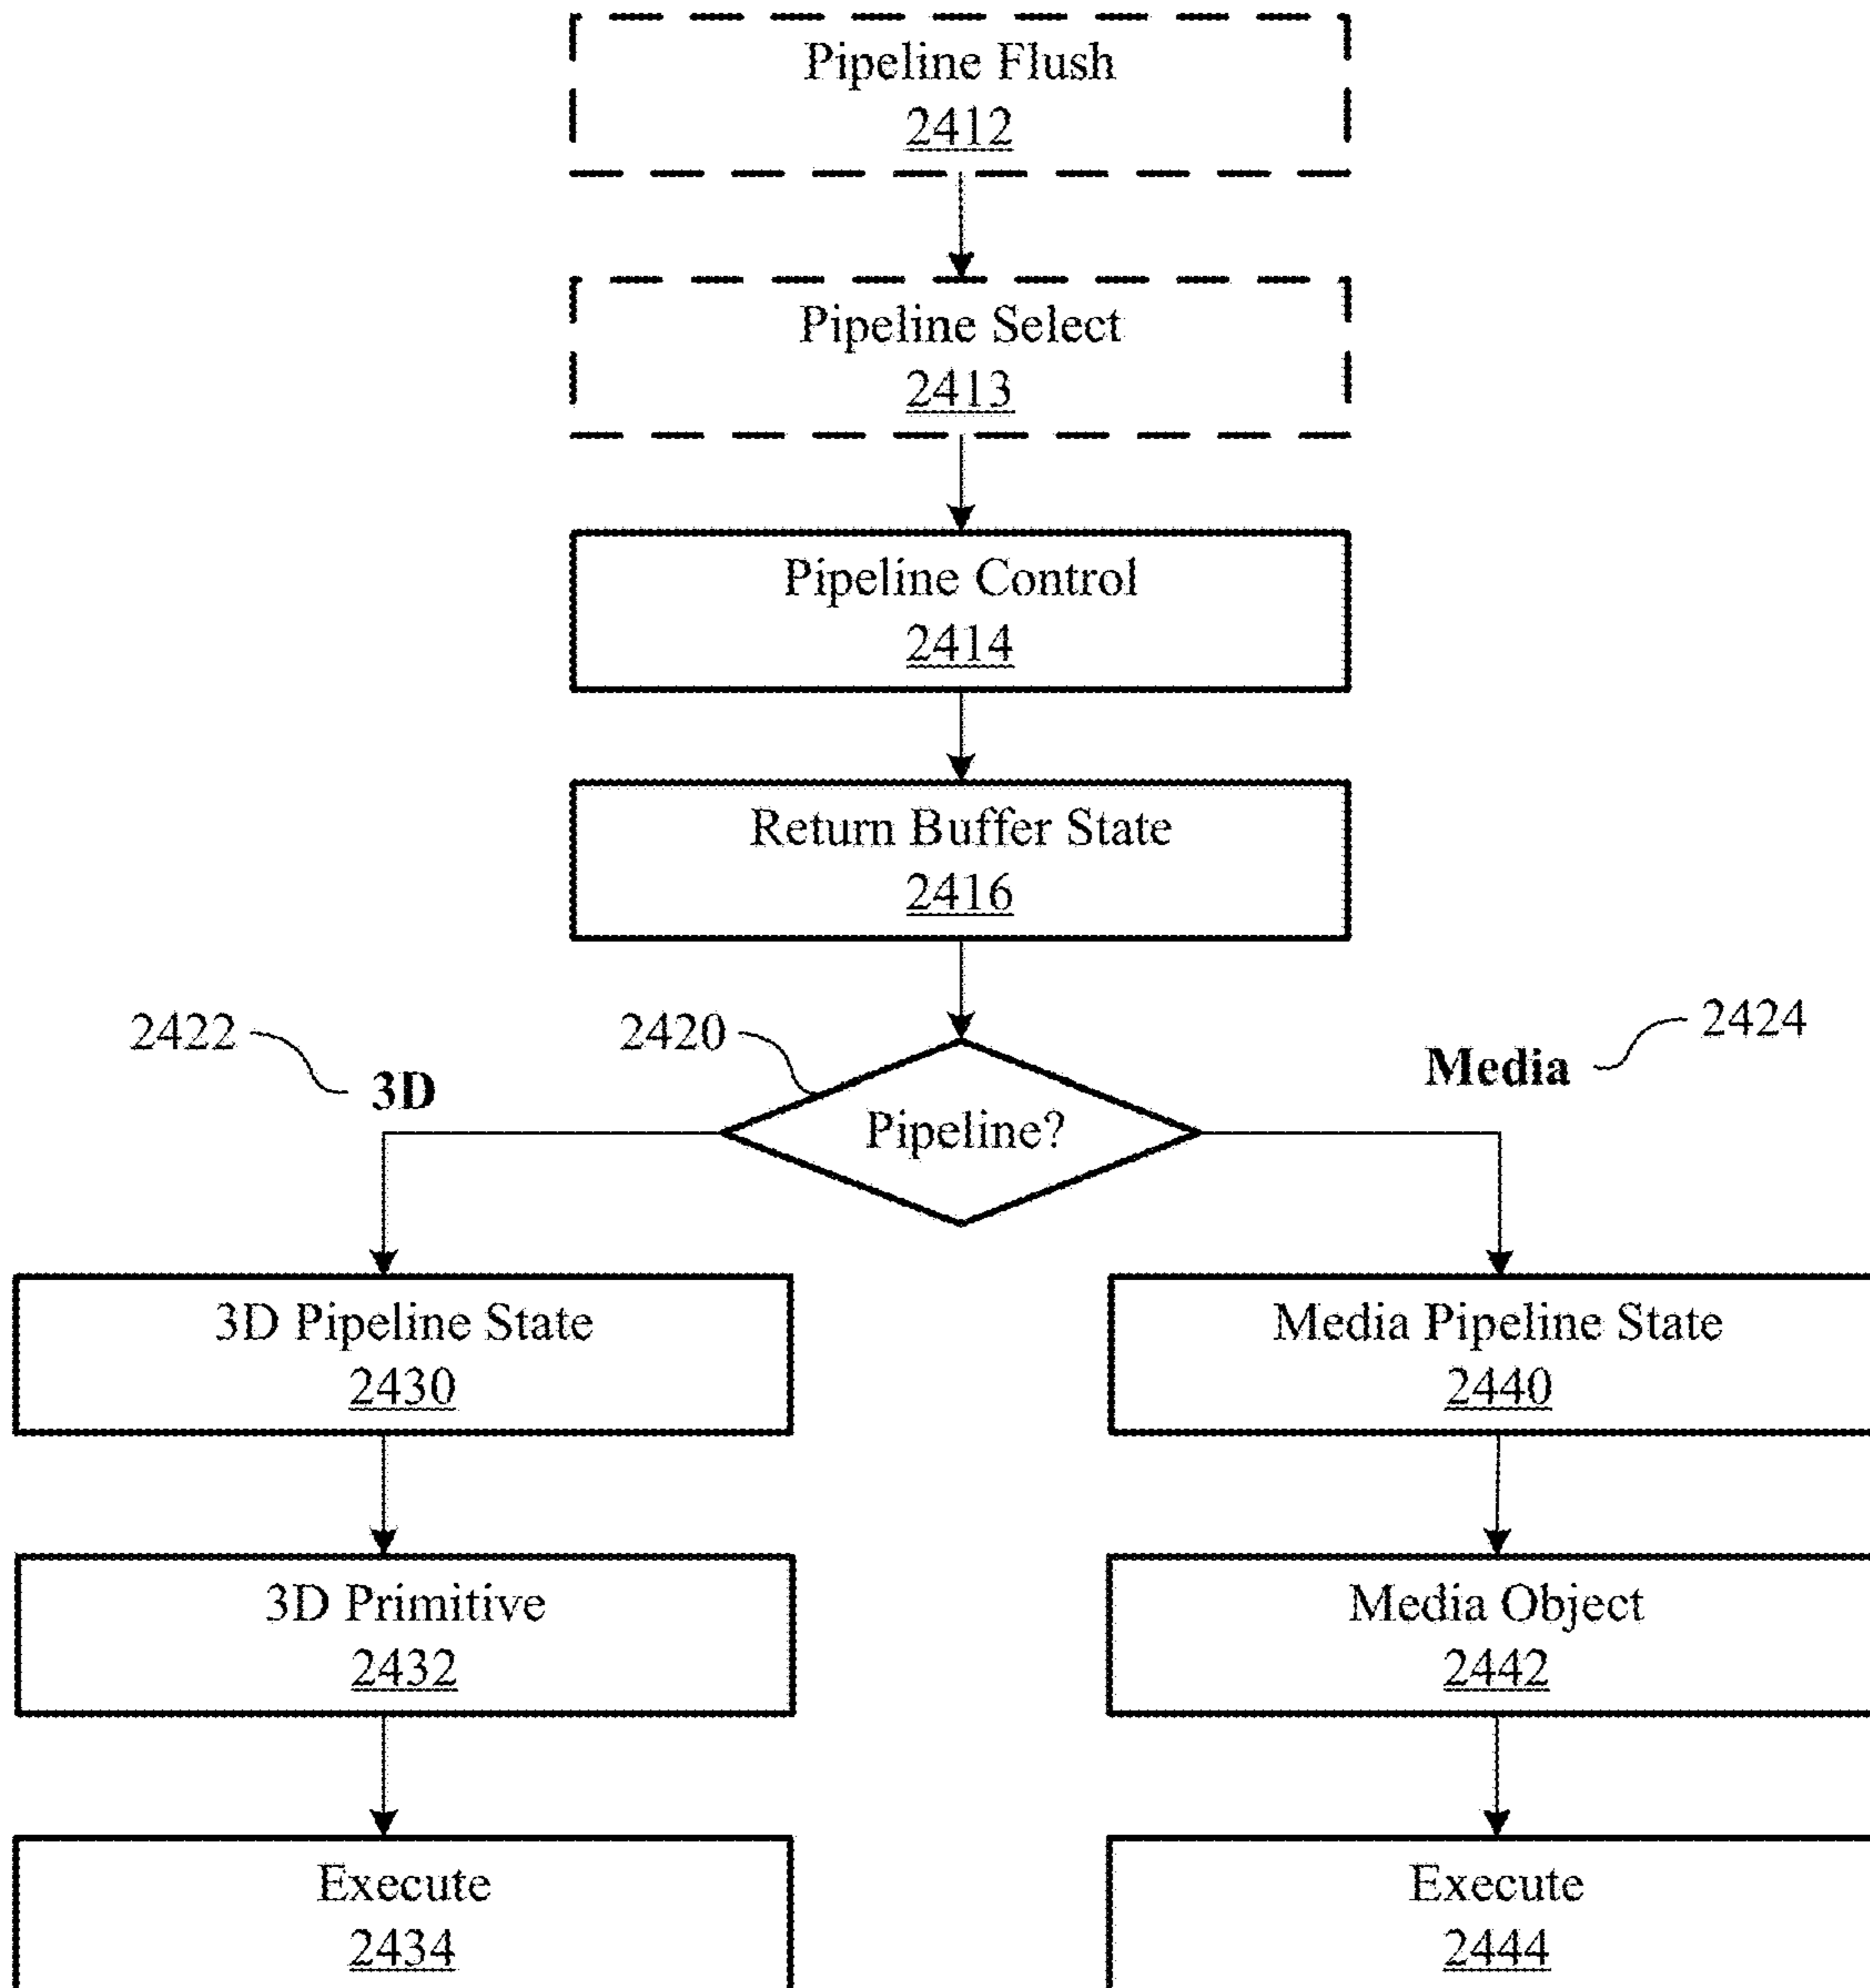 Pipeline Flush
2412
Pipeline Select
2413
Pipeline Control
2414
Return Buffer State
2416
2422
2420
2424
3D
Media
Pipeline?
3D Pipeline State
2430
Media Pipeline State
2440
3D Primitive
2432
Media Object
2442
Execute
2434
Execute
2444